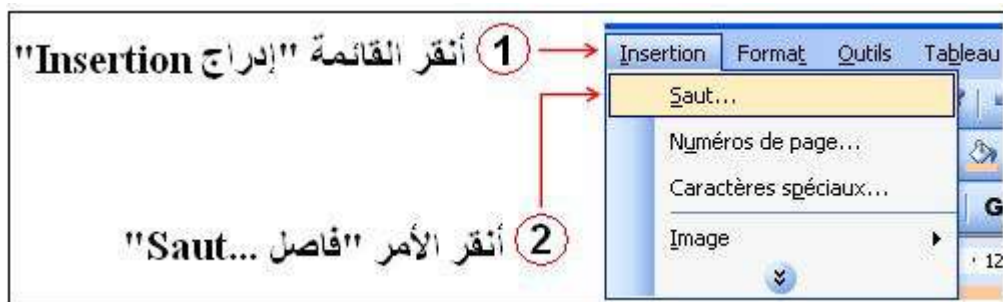 1 أنقر القائمة "إدراج Insertion"
2 أنقر الأمر "فاصل ...Saut"
Insertion Format Outils Tableau
Saut...
Numéros de page...
Caractères spéciaux...
Image
G
12